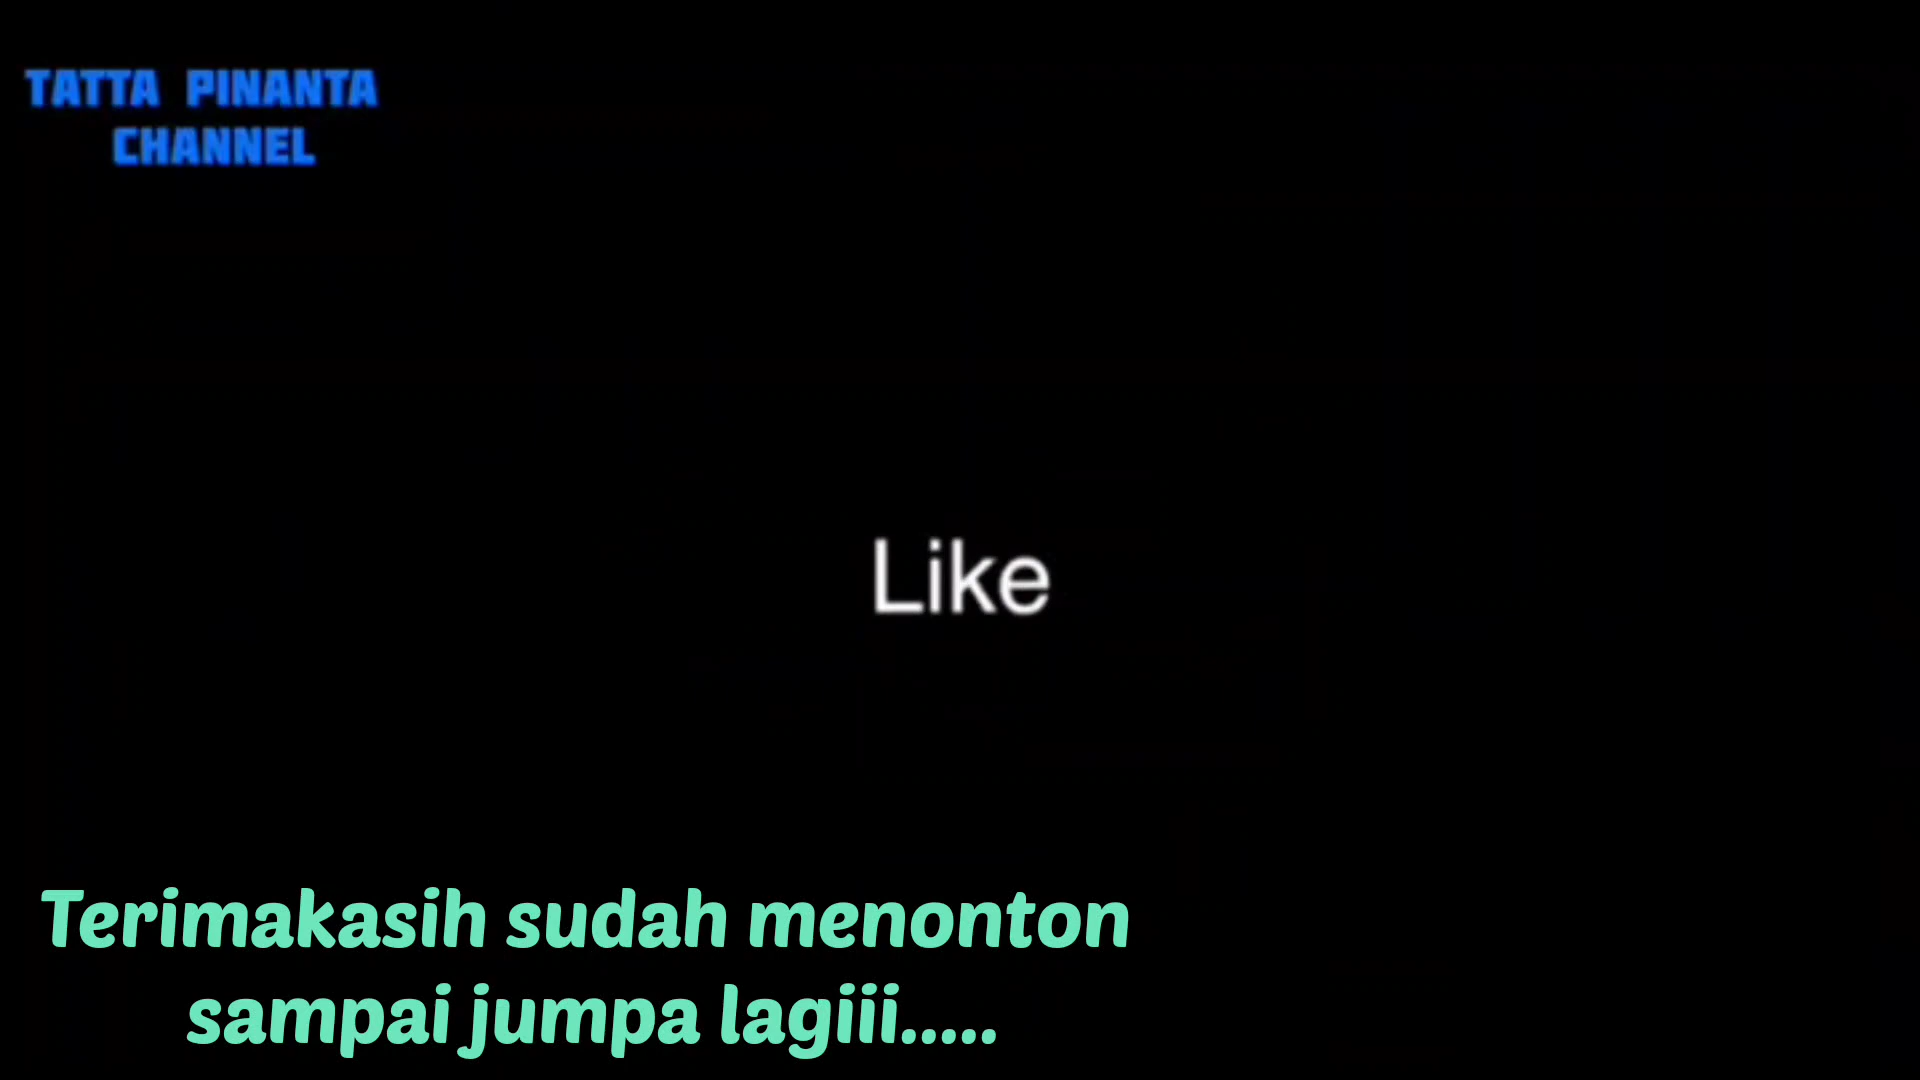 TATTA PINANTA
CHANNEL
Like
Terimakasih sudah menonton
sampai jumpa lagiii.....